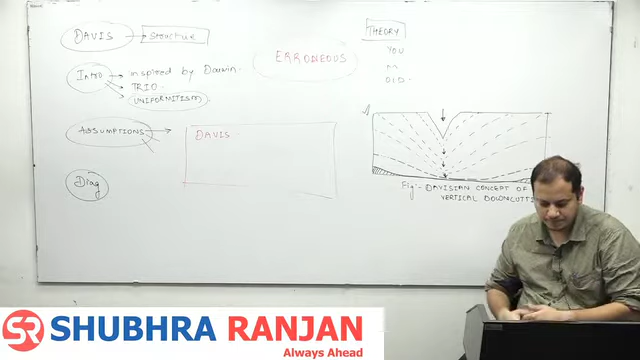 DAVIS
structure
Intro
inspired by Darwin.
TRIO.
UNIFORMITISM
ASSUMPTIONS
DAVIS.
Diag
ERRONEOUS
THEORY
YOU
OLD.
Fig:- DAVISIAN CONCEPT OF
VERTICAL DOWNCUTTI
SR SHUBHRA RANJAN
Always Ahead